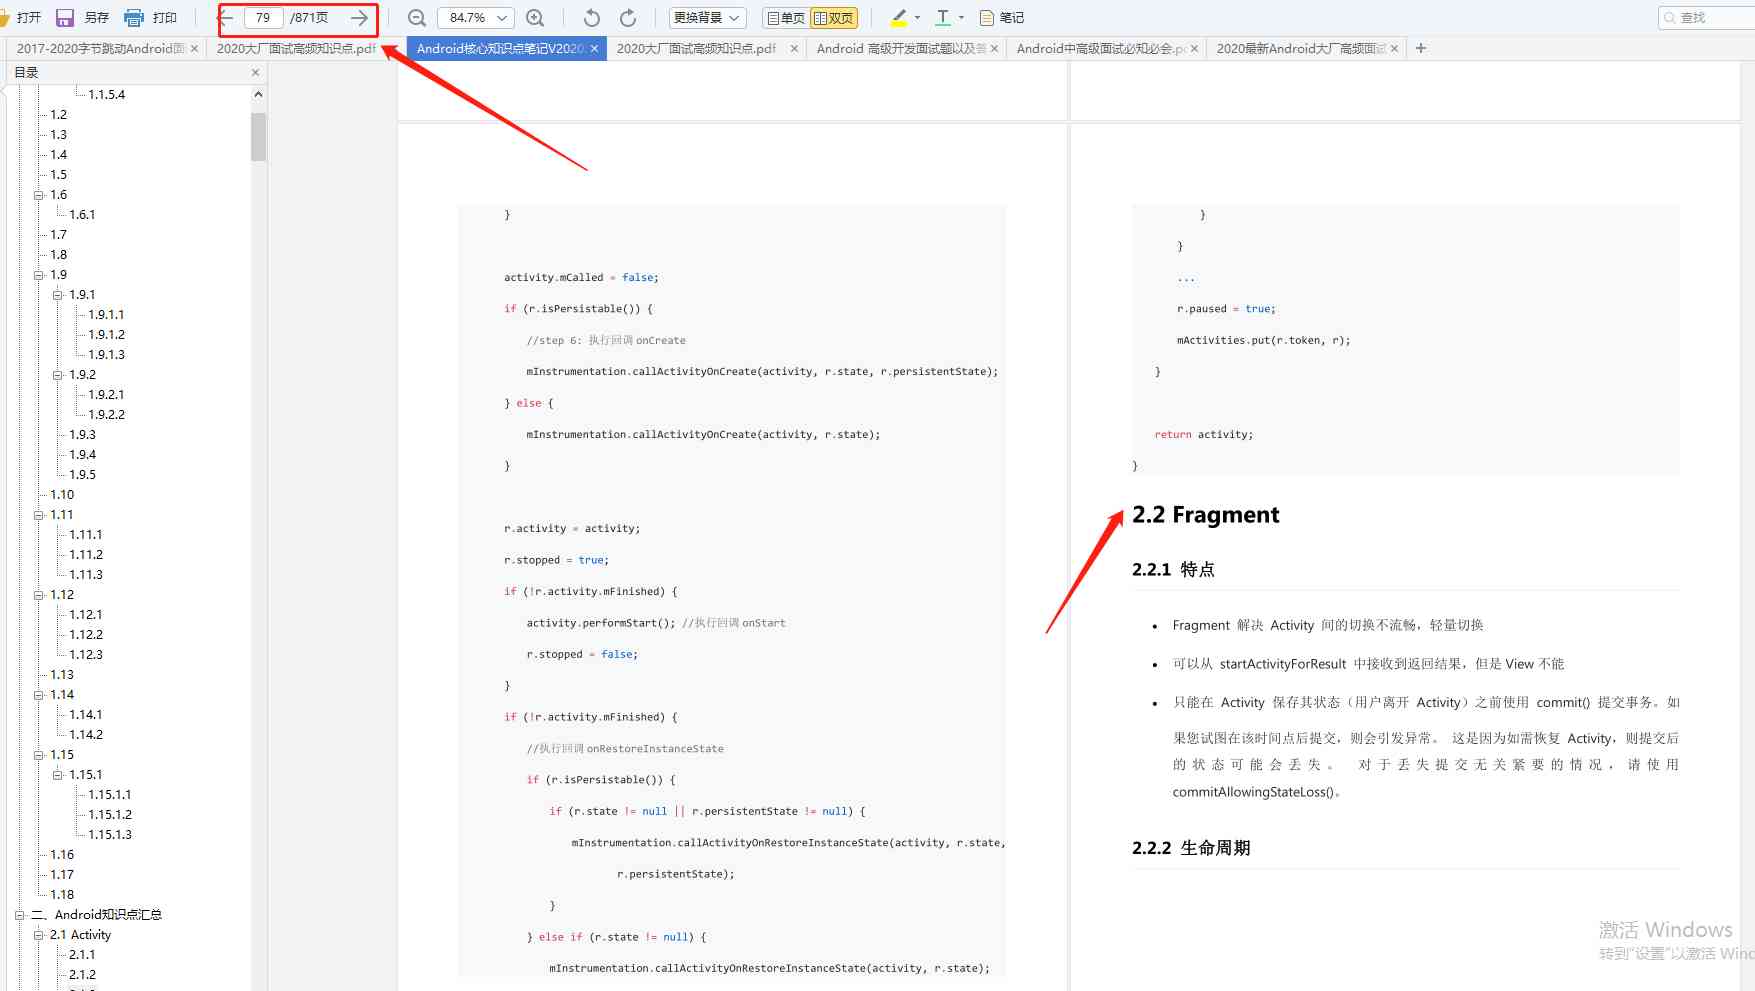 打开 另存 打印 79 /871页 84.7% 更换背景 单页 双页 T 笔记 查找
2017-2020字节跳动Android面 2020大厂面试高频知识点.pdf Android核心知识点笔记V2020. 2020大厂面试高频知识点.pdf Android 高级开发面试题以及答 Android中高级面试必知必会.pd 2020最新Android大厂高频面试
目录
1.1.5.4
1.2
1.3
1.4
1.5
1.6
1.6.1
1.7
1.8
1.9
1.9.1
1.9.1.1
1.9.1.2
1.9.1.3
1.9.2
1.9.2.1
1.9.2.2
1.9.3
1.9.4
1.9.5
1.10
1.11
1.11.1
1.11.2
1.11.3
1.12
1.12.1
1.12.2
1.12.3
1.13
1.14
1.14.1
1.14.2
1.15
1.15.1
1.15.1.1
1.15.1.2
1.15.1.3
1.16
1.17
1.18
二、Android知识点汇总
2.1 Activity
2.1.1
2.1.2
}
activity.mCalled = false;
if (r.isPersistable()) {
//step 6: 执行回调 onCreate
mInstrumentation.callActivityOnCreate(activity, r.state, r.persistentState);
} else {
mInstrumentation.callActivityOnCreate(activity, r.state);
}
r.activity = activity;
r.stopped = true;
if (!r.activity.mFinished) {
activity.performStart(); //执行回调 onStart
r.stopped = false;
}
if (!r.activity.mFinished) {
//执行回调 onRestoreInstanceState
if (r.isPersistable()) {
if (r.state != null || r.persistentState != null) {
mInstrumentation.callActivityOnRestoreInstanceState(activity, r.state,
r.persistentState);
}
} else if (r.state != null) {
mInstrumentation.callActivityOnRestoreInstanceState(activity, r.state);
}
}
...
r.paused = true;
mActivities.put(r.token, r);
}
return activity;
}
2.2 Fragment
2.2.1 特点
• Fragment 解决 Activity 间的切换不流畅，轻量切换
• 可以从 startActivityForResult 中接收到返回结果，但是 View 不能
• 只能在 Activity 保存其状态（用户离开 Activity）之前使用 commit() 提交事务。如
果您试图在该时间点后提交，则会引发异常。 这是因为如需恢复 Activity，则提交后
的状态可能会丢失。 对于丢失提交无关紧要的情况，请使用
commitAllowingStateLoss()。
2.2.2 生命周期
激活 Windows
转到“设置”以激活 Wind